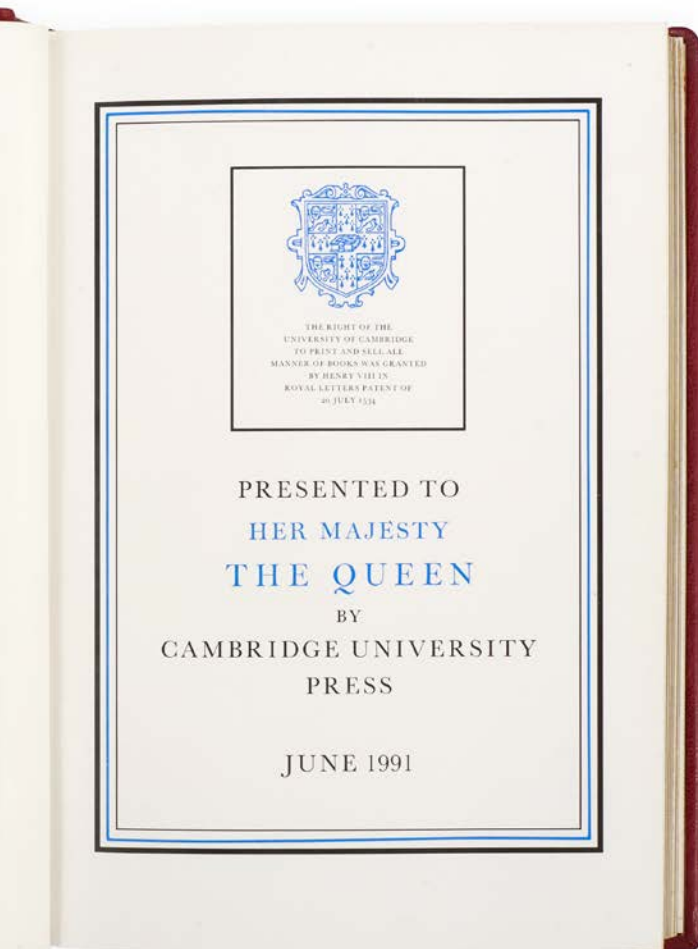 THE RIGHT OF THE
UNIVERSITY OF CAMBRIDGE
TO PRINT AND SELL ALL
MANNER OF BOOKS WAS GRANTED
BY HENRY VIII IN
ROYAL LETTERS PATENT OF
20 JULY 1534
PRESENTED TO
HER MAJESTY
THE QUEEN
BY
CAMBRIDGE UNIVERSITY
PRESS
JUNE 1991